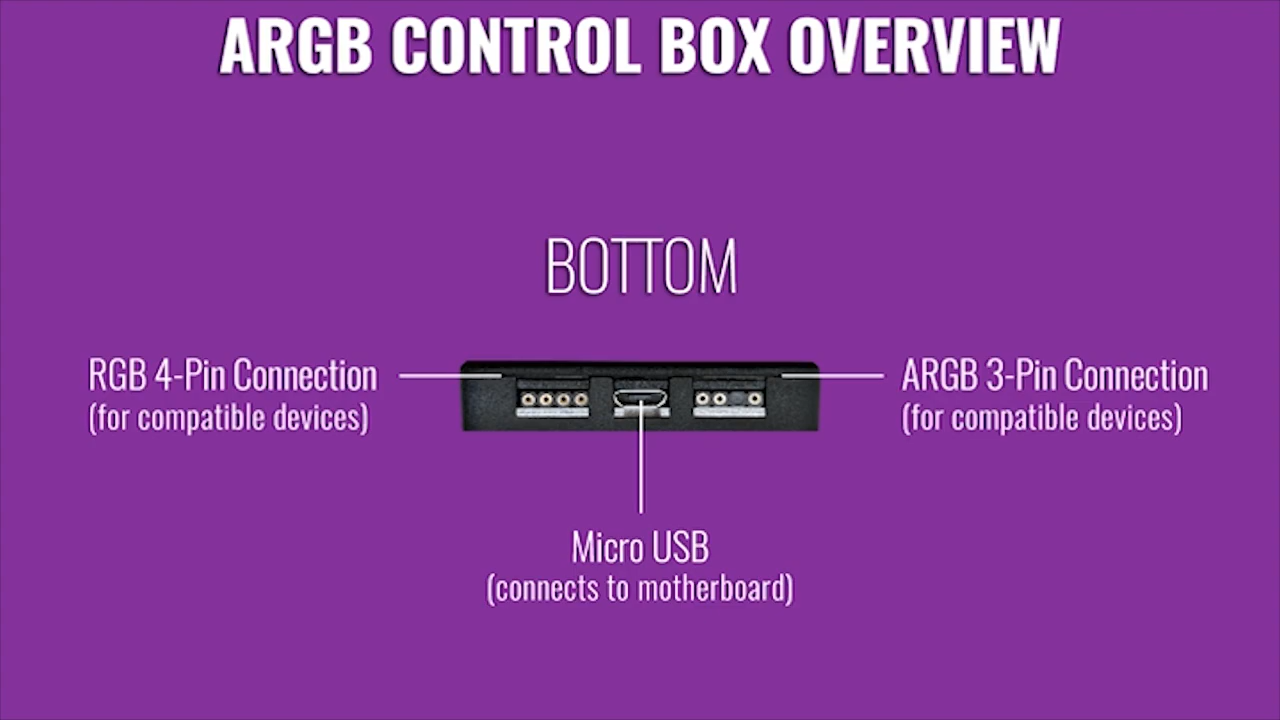 ARGB CONTROL BOX OVERVIEW
BOTTOM
RGB 4-Pin Connection
(for compatible devices)
ARGB 3-Pin Connection
(for compatible devices)
Micro USB
(connects to motherboard)